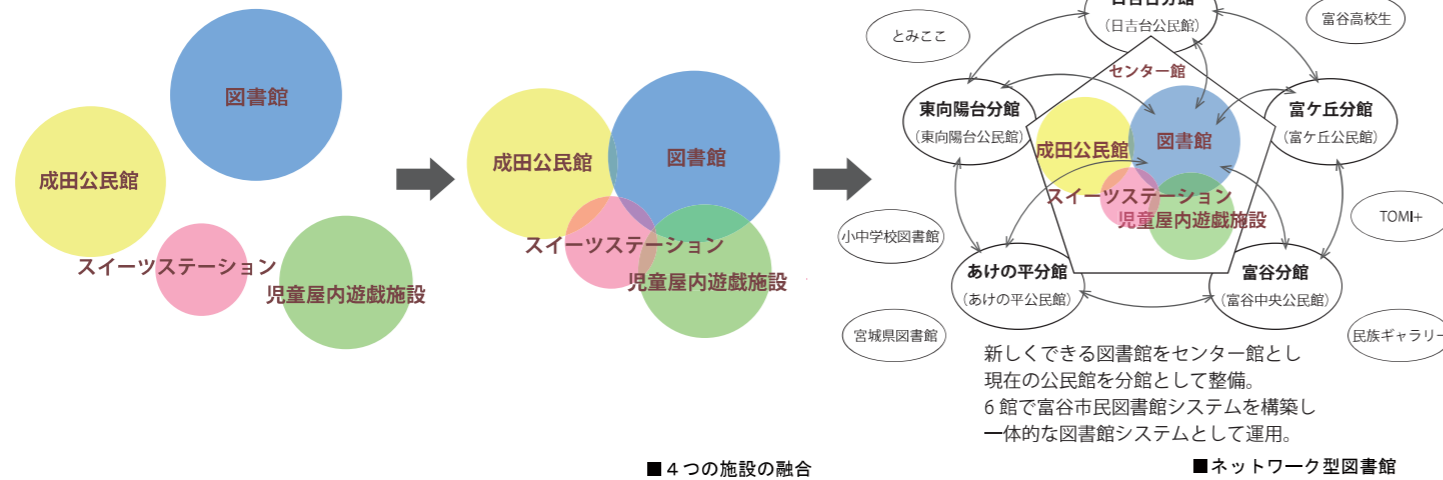 図書館
成田公民館
スイーツステーション
児童屋内遊戯施設
図書館
成田公民館
スイーツステーション
児童屋内遊戯施設
日吉台分館
(日吉台公民館)
とみここ
富谷高校生
センター館
東向陽台分館
(東向陽台公民館)
富ケ丘分館
(富ケ丘公民館)
図書館
成田公民館
スイーツステーション
児童屋内遊戯施設
TOMI+
小中学校図書館
あけの平分館
(あけの平公民館)
富谷分館
(富谷中央公民館)
宮城県図書館
民族ギャラリー
新しくできる図書館をセンター館とし
現在の公民館を分館として整備。
6 館で富谷市民図書館システムを構築し
一体的な図書館システムとして運用。
■4つの施設の融合
■ネットワーク型図書館